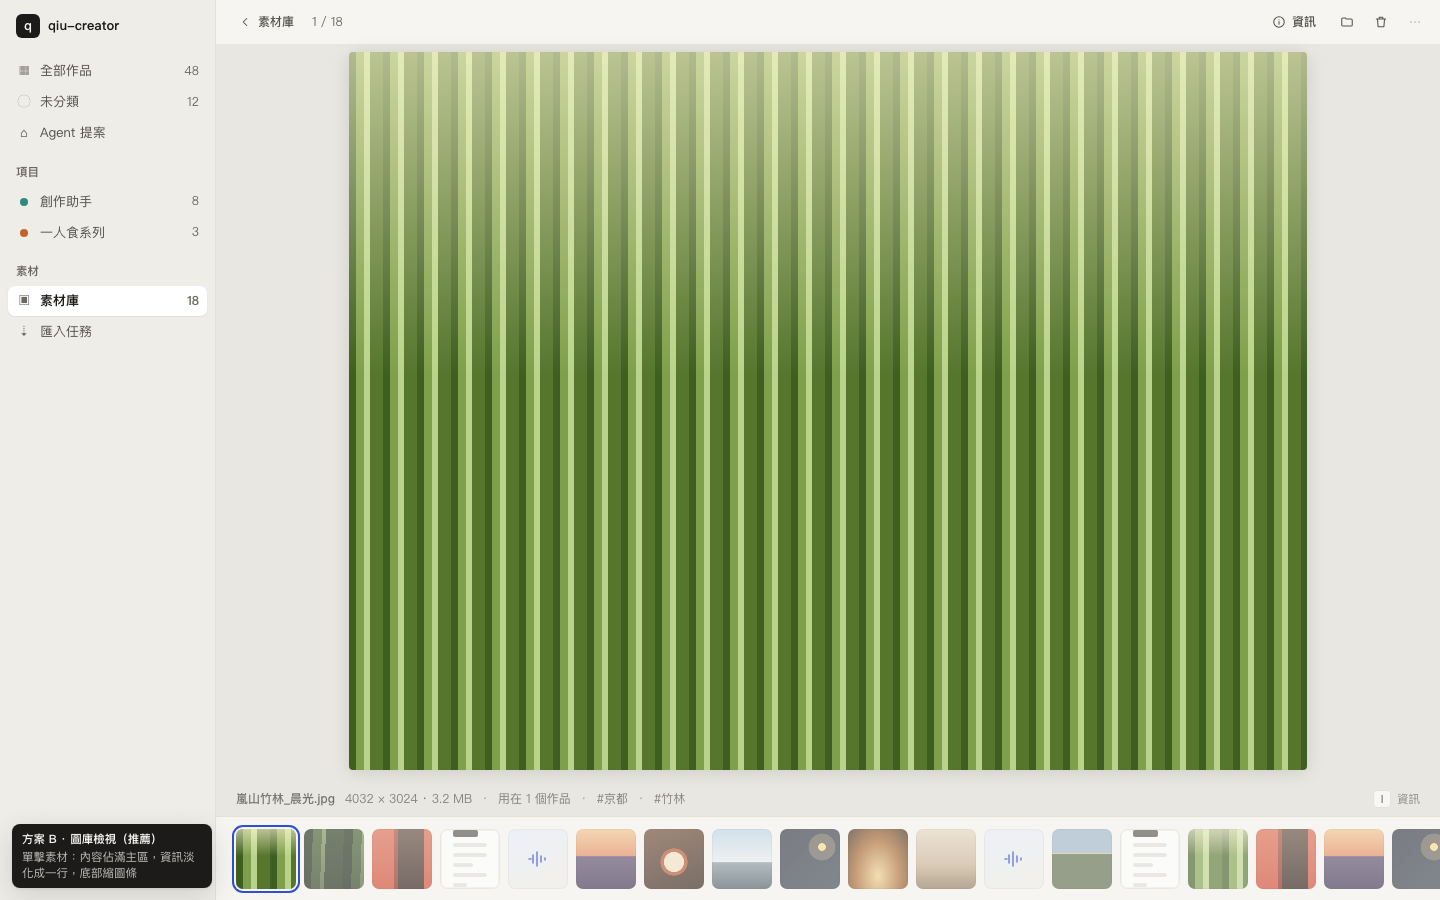 q qiu-creator
全部作品 48
未分類 12
Agent 提案
項目
創作助手 8
一人食系列 3
素材
素材庫 18
匯入任務
方案 B · 圖庫檢視（推薦）
單擊素材：內容佔滿主區，資訊淡
化成一行，底部縮圖條
素材庫 1 / 18
資訊
嵐山竹林_晨光.jpg 4032 × 3024 · 3.2 MB · 用在 1 個作品 · #京都 · #竹林
I 資訊